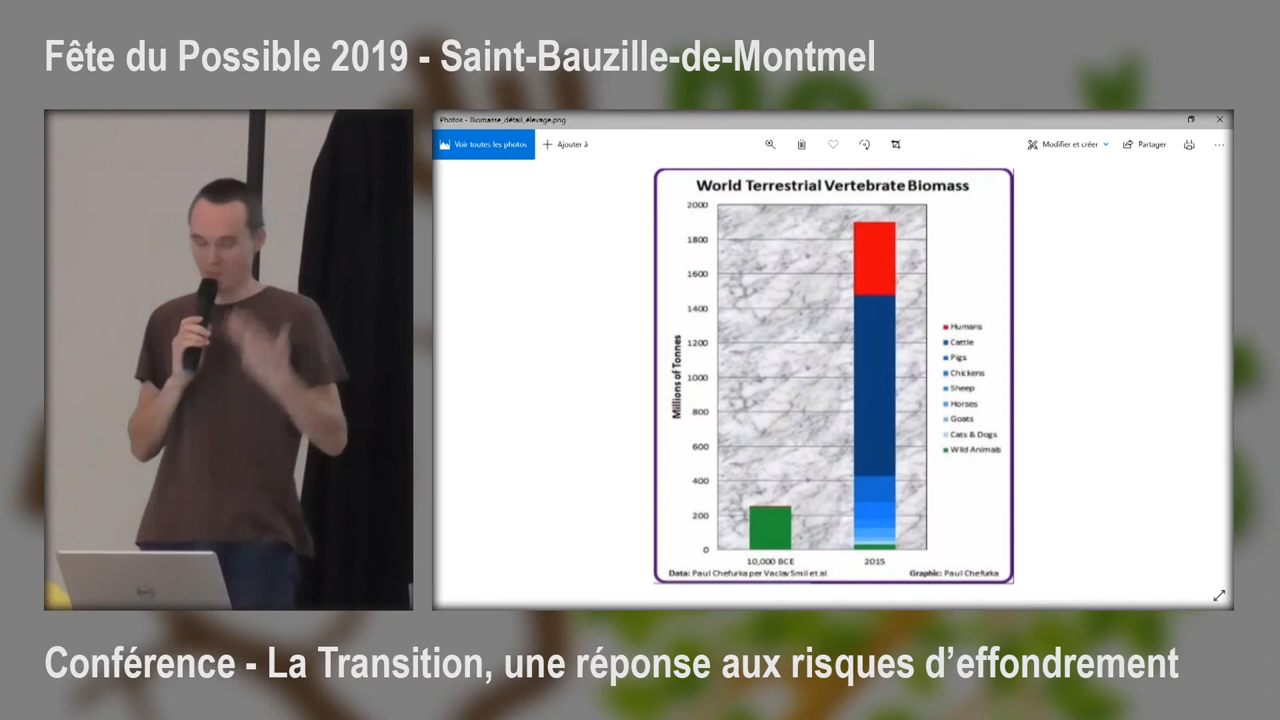 Fête du Possible 2019 - Saint-Bauzille-de-Montmel
Photos - Biomasse_détail_élevage.png
Voir toutes les photos
Ajouter à
Modifier et créer
Partager
World Terrestrial Vertebrate Biomass
Millions of Tonnes
2000
1800
1600
1400
1200
1000
800
600
400
200
0
10,000 BCE
2015
Humans
Cattle
Pigs
Chickens
Sheep
Horses
Goats
Cats & Dogs
Wild Animals
Data: Paul Chefurka per Vaclav Smil et al
Graphic: Paul Chefurka
DELL
Conférence - La Transition, une réponse aux risques d’effondrement